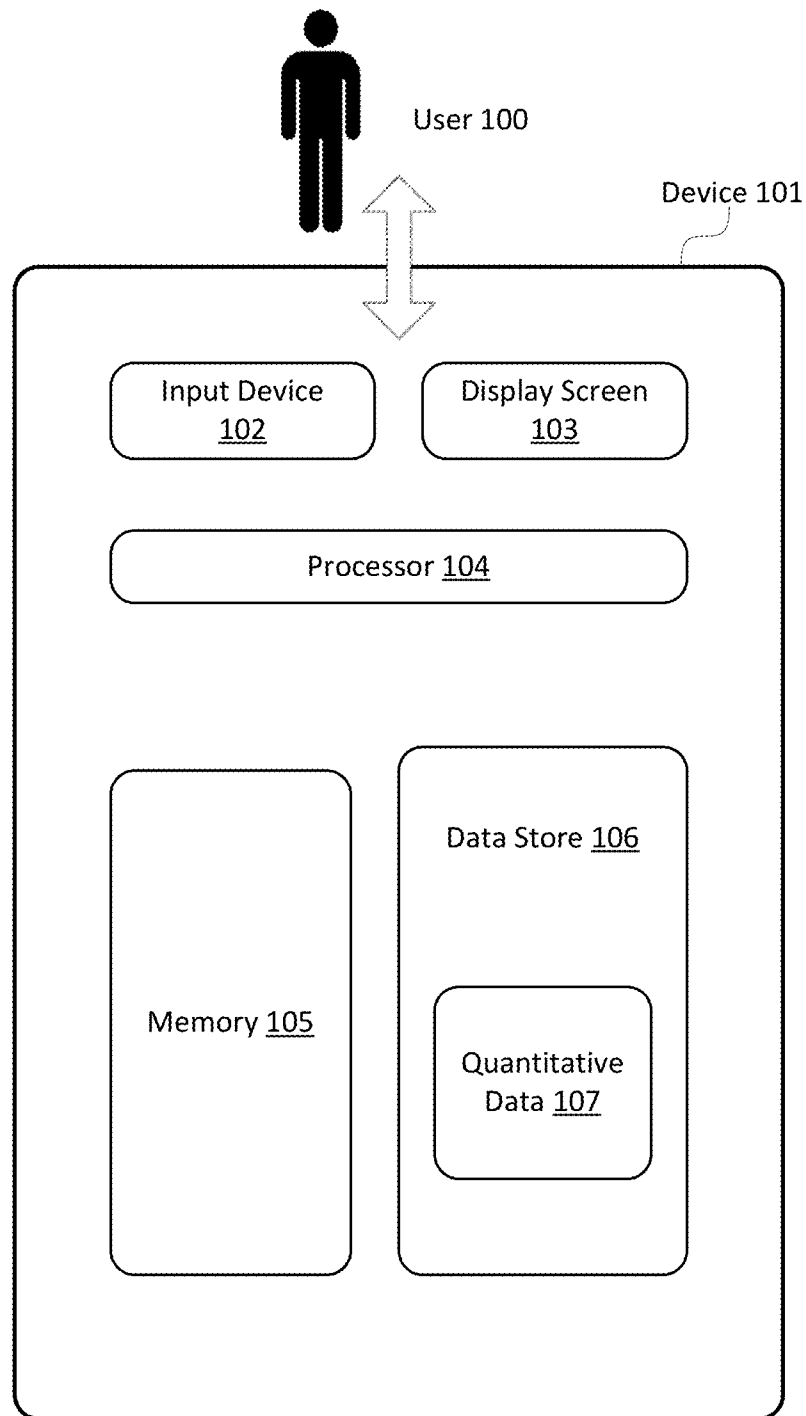 User 100
Device 101
Input Device
102
Display Screen
103
Processor 104
Data Store 106
Memory 105
Quantitative
Data 107